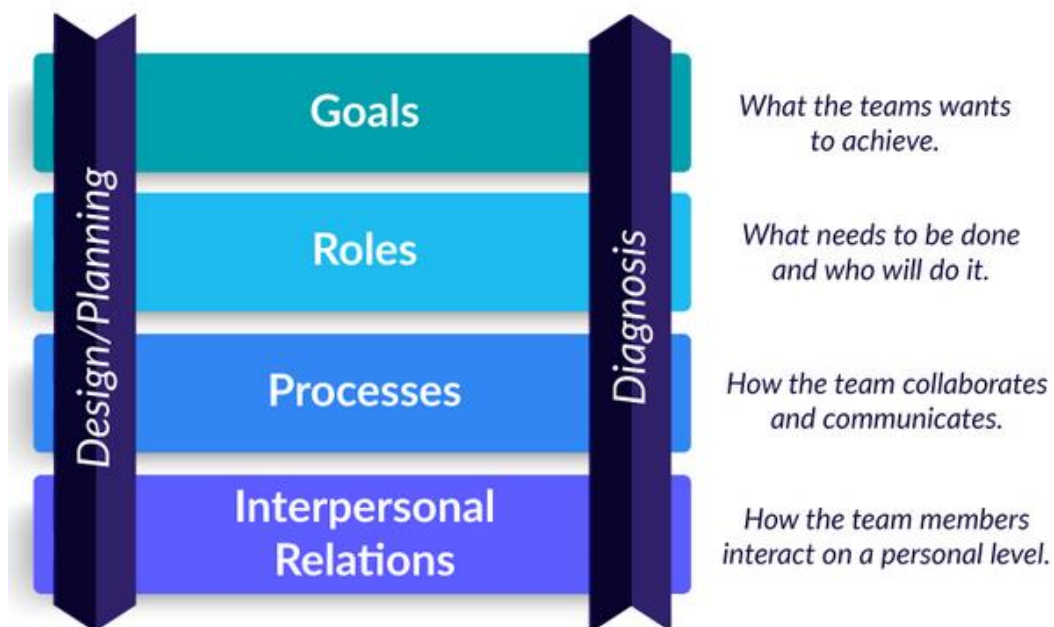 Design/Planning
Diagnosis
Goals
What the teams wants
to achieve.
Roles
What needs to be done
and who will do it.
Processes
How the team collaborates
and communicates.
Interpersonal
Relations
How the team members
interact on a personal level.